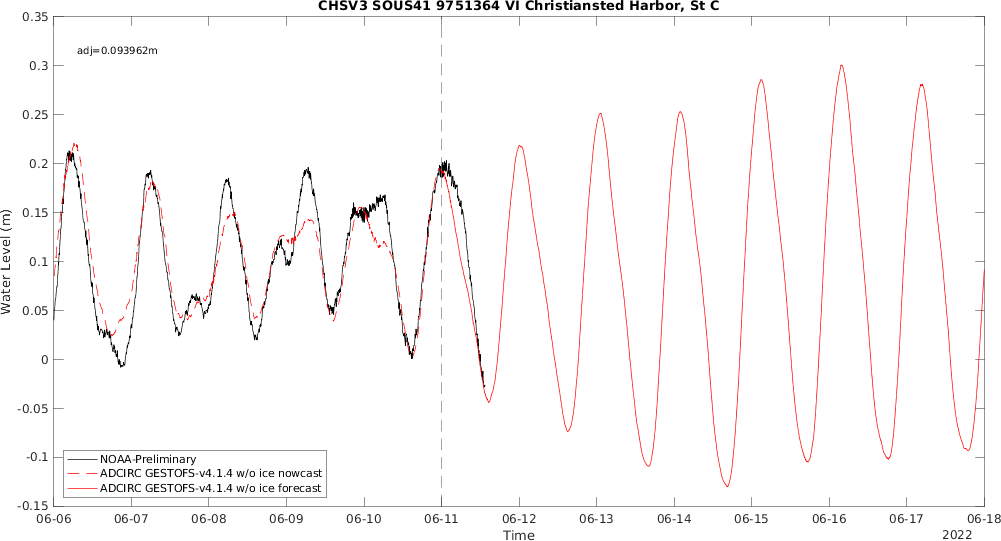 CHSV3 SOUS41 9751364 VI Christiansted Harbor, St C
adj=0.093962m
0.35
0.3
0.25
0.2
0.15
0.1
0.05
0
-0.05
-0.1
-0.15
Water Level (m)
NOAA-Preliminary
ADCIRC GESTOFS-v4.1.4 w/o ice nowcast
ADCIRC GESTOFS-v4.1.4 w/o ice forecast
06-06 06-07 06-08 06-09 06-10 06-11 06-12 06-13 06-14 06-15 06-16 06-17 06-18
Time
2022